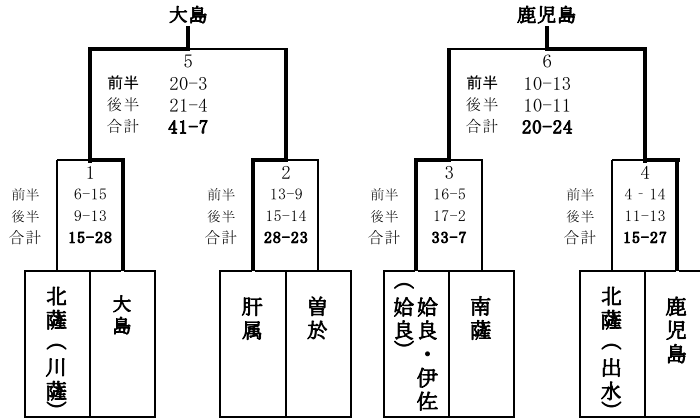 大島 鹿児島
5 6
前半 20-3 前半 10-13
後半 21-4 後半 10-11
合計 41-7 合計 20-24
1 2 3 4
前半 6-15 前半 13-9 前半 16-5 前半 4‐14
後半 9-13 後半 15-14 後半 17-2 後半 11-13
合計 15-28 合計 28-23 合計 33-7 合計 15-27
北薩（川薩）
大島
肝属
曽於
姶良・伊佐
（姶良）
南薩
北薩（出水）
鹿児島